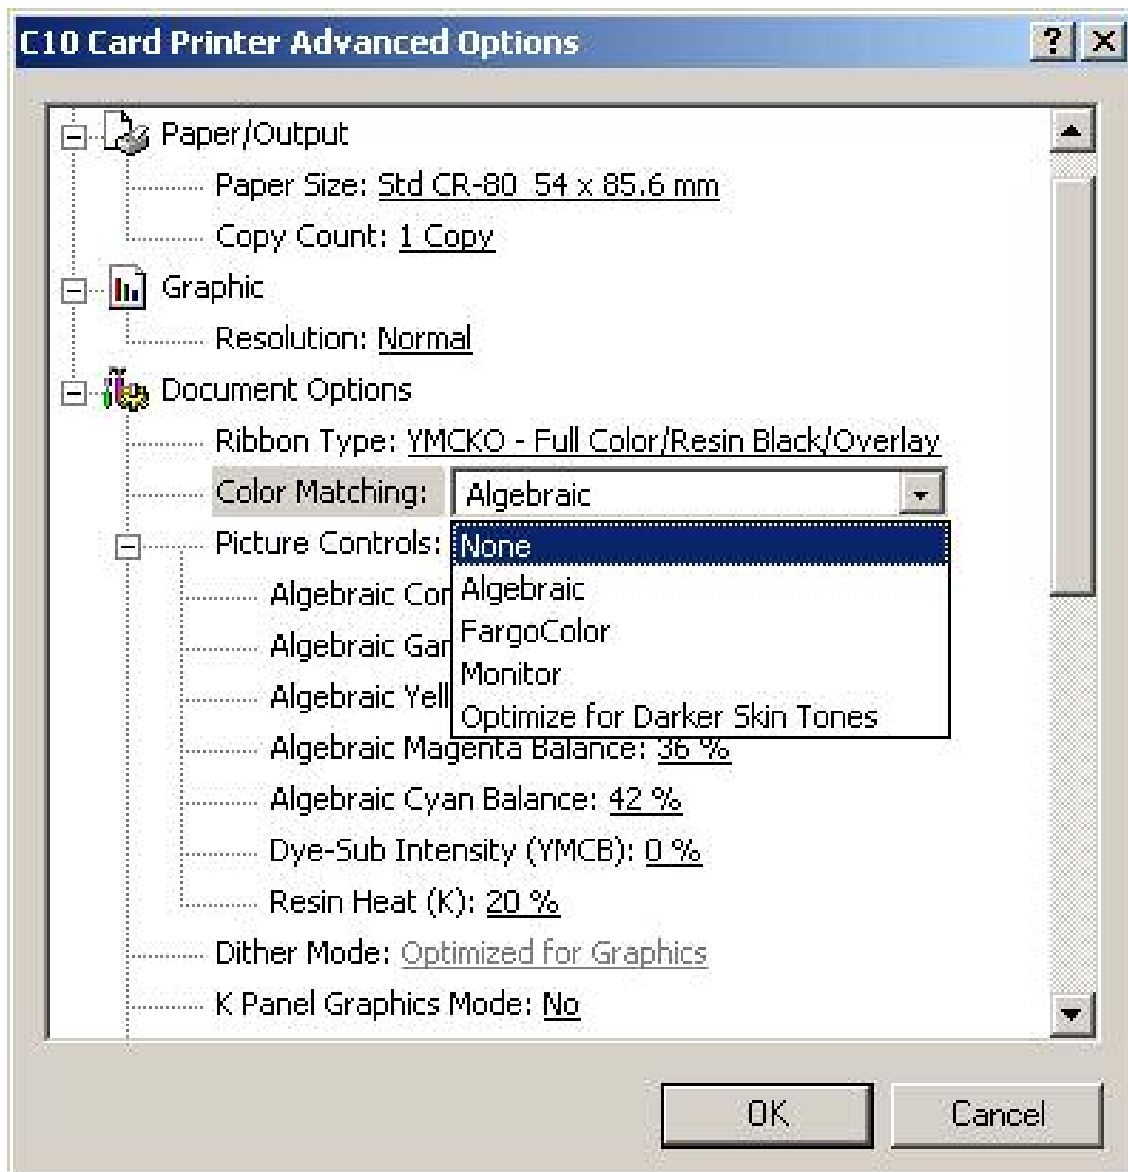 C10 Card Printer Advanced Options
Paper/Output
Paper Size: Std CR-80 54 x 85.6 mm
Copy Count: 1 Copy
Graphic
Resolution: Normal
Document Options
Ribbon Type: YMCKO - Full Color/Resin Black/Overlay
Color Matching: Algebraic
Picture Controls: None
Algebraic
Algebraic
FargoColor
Algebraic
Monitor
Algebraic
Optimize for Darker Skin Tones
Algebraic Magenta Balance: 36 %
Algebraic Cyan Balance: 42 %
Dye-Sub Intensity (YMCB): 0 %
Resin Heat (K): 20 %
Dither Mode: Optimized for Graphics
K Panel Graphics Mode: No
OK Cancel